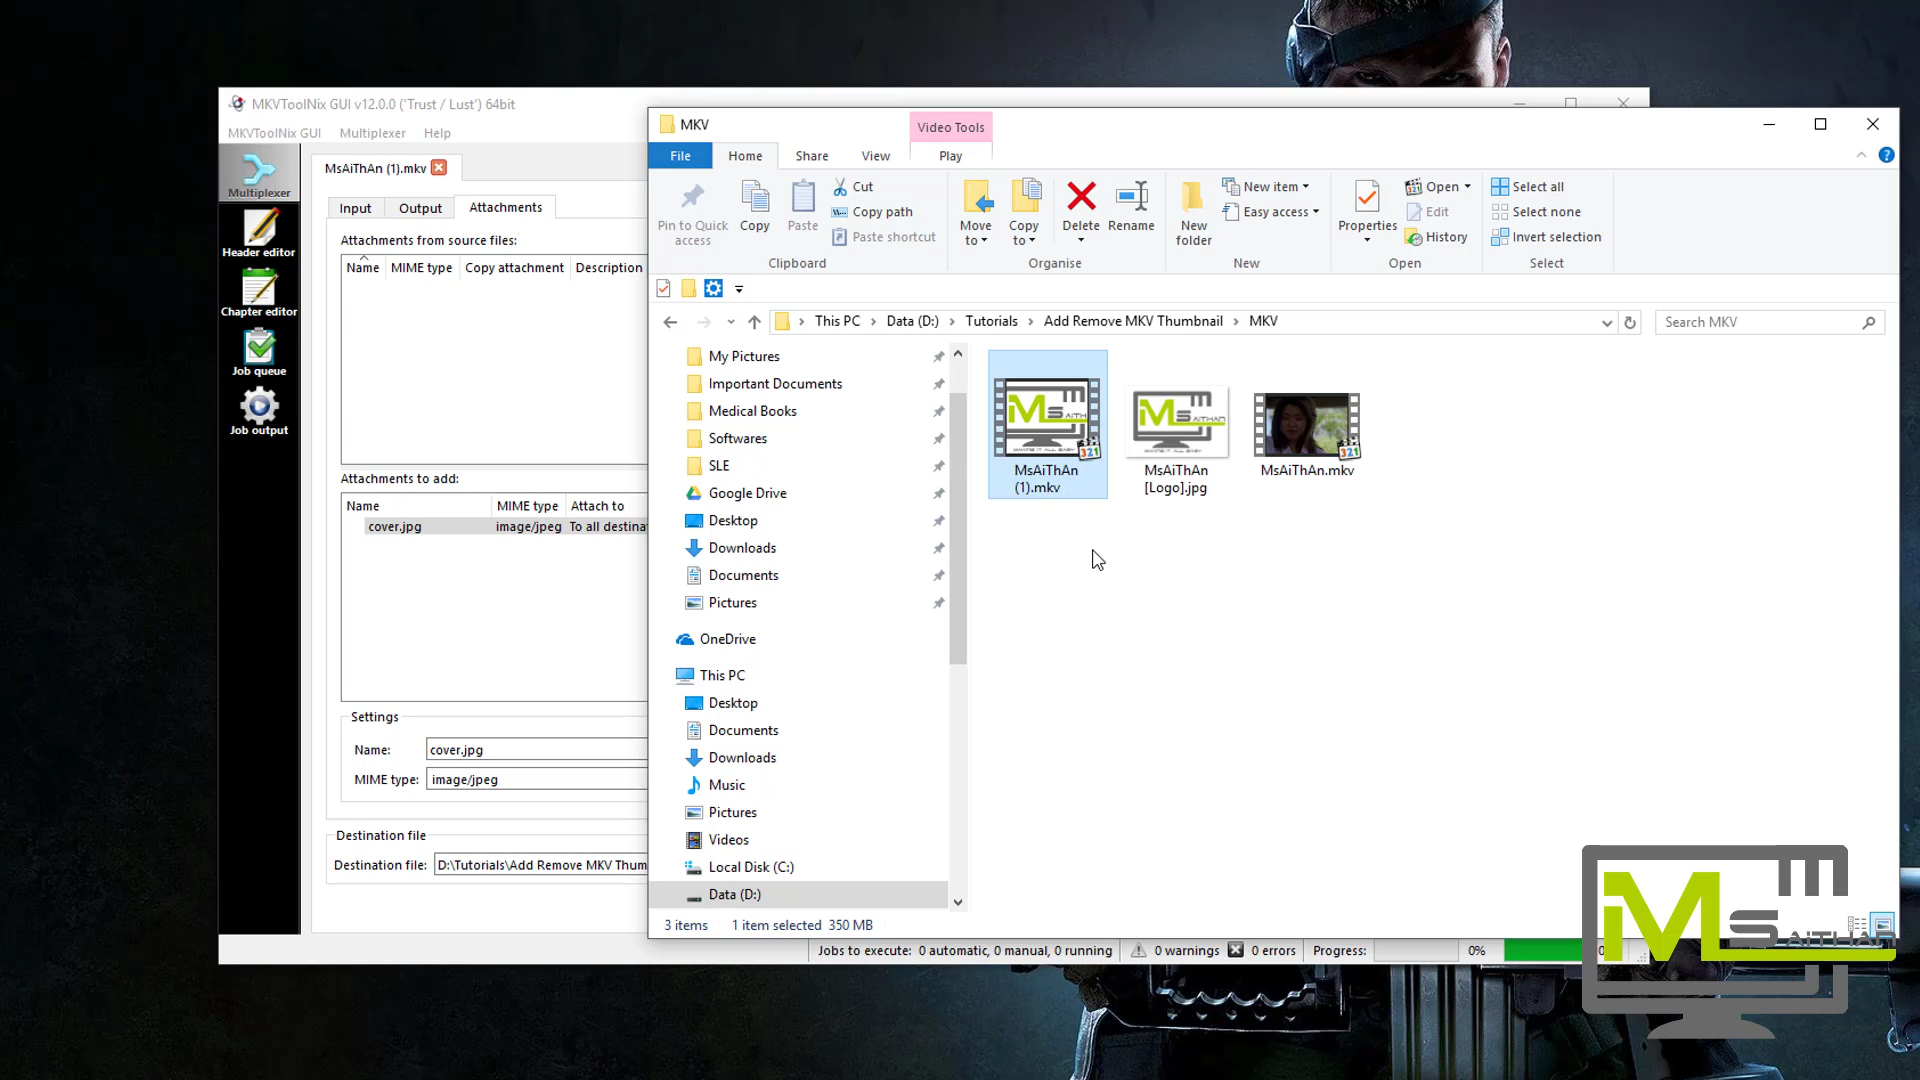 MKVToolNix GUI v12.0.0 ('Trust / Lust') 64bit
MKVToolNix GUI Multiplexer Help
Multiplexer
Header editor
Chapter editor
Job queue
Job output
MsAiThAn (1).mkv
Input Output Attachments
Attachments from source files:
Name MIME type Copy attachment Description
Attachments to add:
Name MIME type Attach to
cover.jpg image/jpeg To all destina
Settings
Name: cover.jpg
MIME type: image/jpeg
Destination file
Destination file: D:\Tutorials\Add Remove MKV Thum
MKV
Video Tools
File Home Share View Play
Pin to Quick access
Copy
Paste
Cut
Copy path
Paste shortcut
Clipboard
Move to
Copy to
Delete
Rename
Organise
New folder
New item
Easy access
New
Properties
Open
Edit
History
Open
Select all
Select none
Invert selection
Select
This PC Data (D:) Tutorials Add Remove MKV Thumbnail MKV
Search MKV
My Pictures
Important Documents
Medical Books
Softwares
SLE
Google Drive
Desktop
Downloads
Documents
Pictures
OneDrive
This PC
Desktop
Documents
Downloads
Music
Pictures
Videos
Local Disk (C:)
Data (D:)
MsAiThAn
(1).mkv
MsAiThAn
[Logo].jpg
MsAiThAn.mkv
3 items 1 item selected 350 MB
Jobs to execute: 0 automatic, 0 manual, 0 running 0 warnings 0 errors Progress: 0%
MsAiTHAN